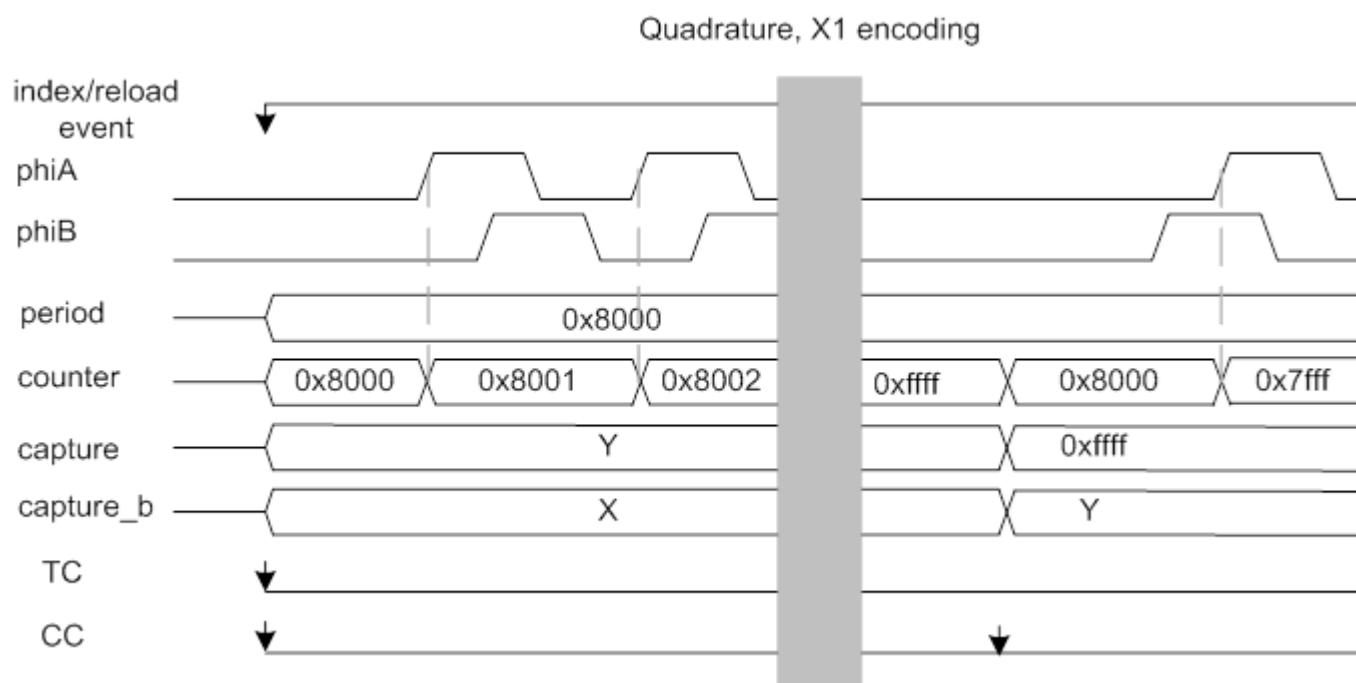 Quadrature, X1 encoding
index/reload
event
phiA
phiB
period
0x8000
counter
0x8000
0x8001
0x8002
0xffff
0x8000
0x7fff
capture
Y
0xffff
capture_b
X
Y
TC
CC